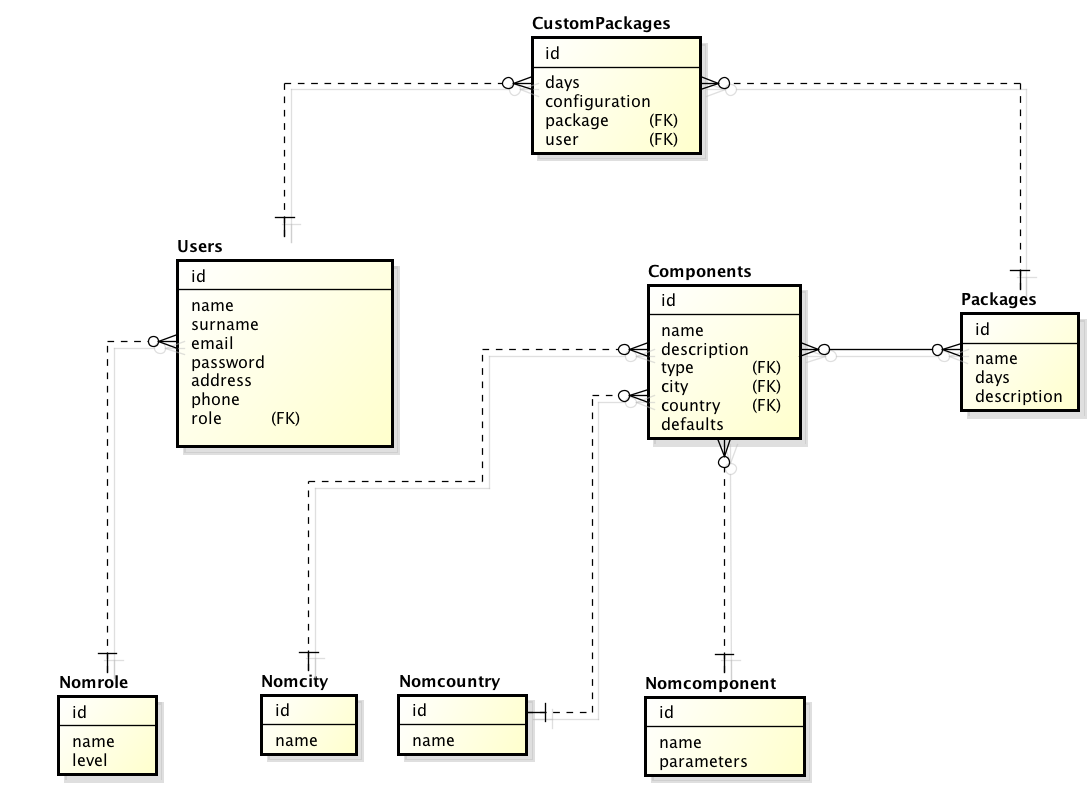 CustomPackages
id
days
configuration
package (FK)
user (FK)
Users
id
name
surname
email
password
address
phone
role (FK)
Components
id
name
description
type (FK)
city (FK)
country (FK)
defaults
Packages
id
name
days
description
Nomrole
id
name
level
Nomcity
id
name
Nomcountry
id
name
Nomcomponent
id
name
parameters